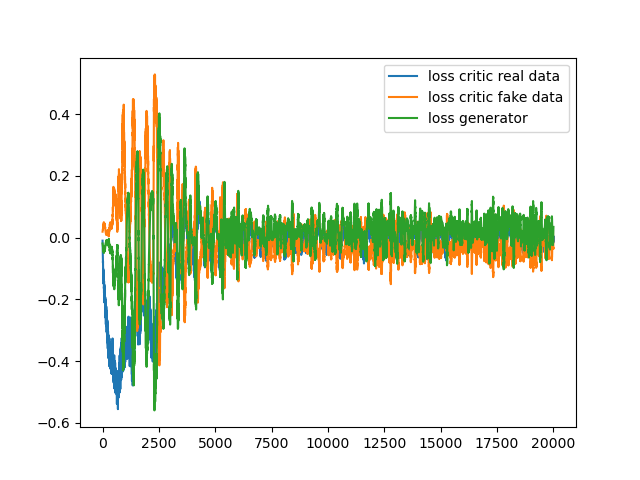 loss critic real data
loss critic fake data
loss generator
0.4
0.2
0.0
−0.2
−0.4
−0.6
0 2500 5000 7500 10000 12500 15000 17500 20000